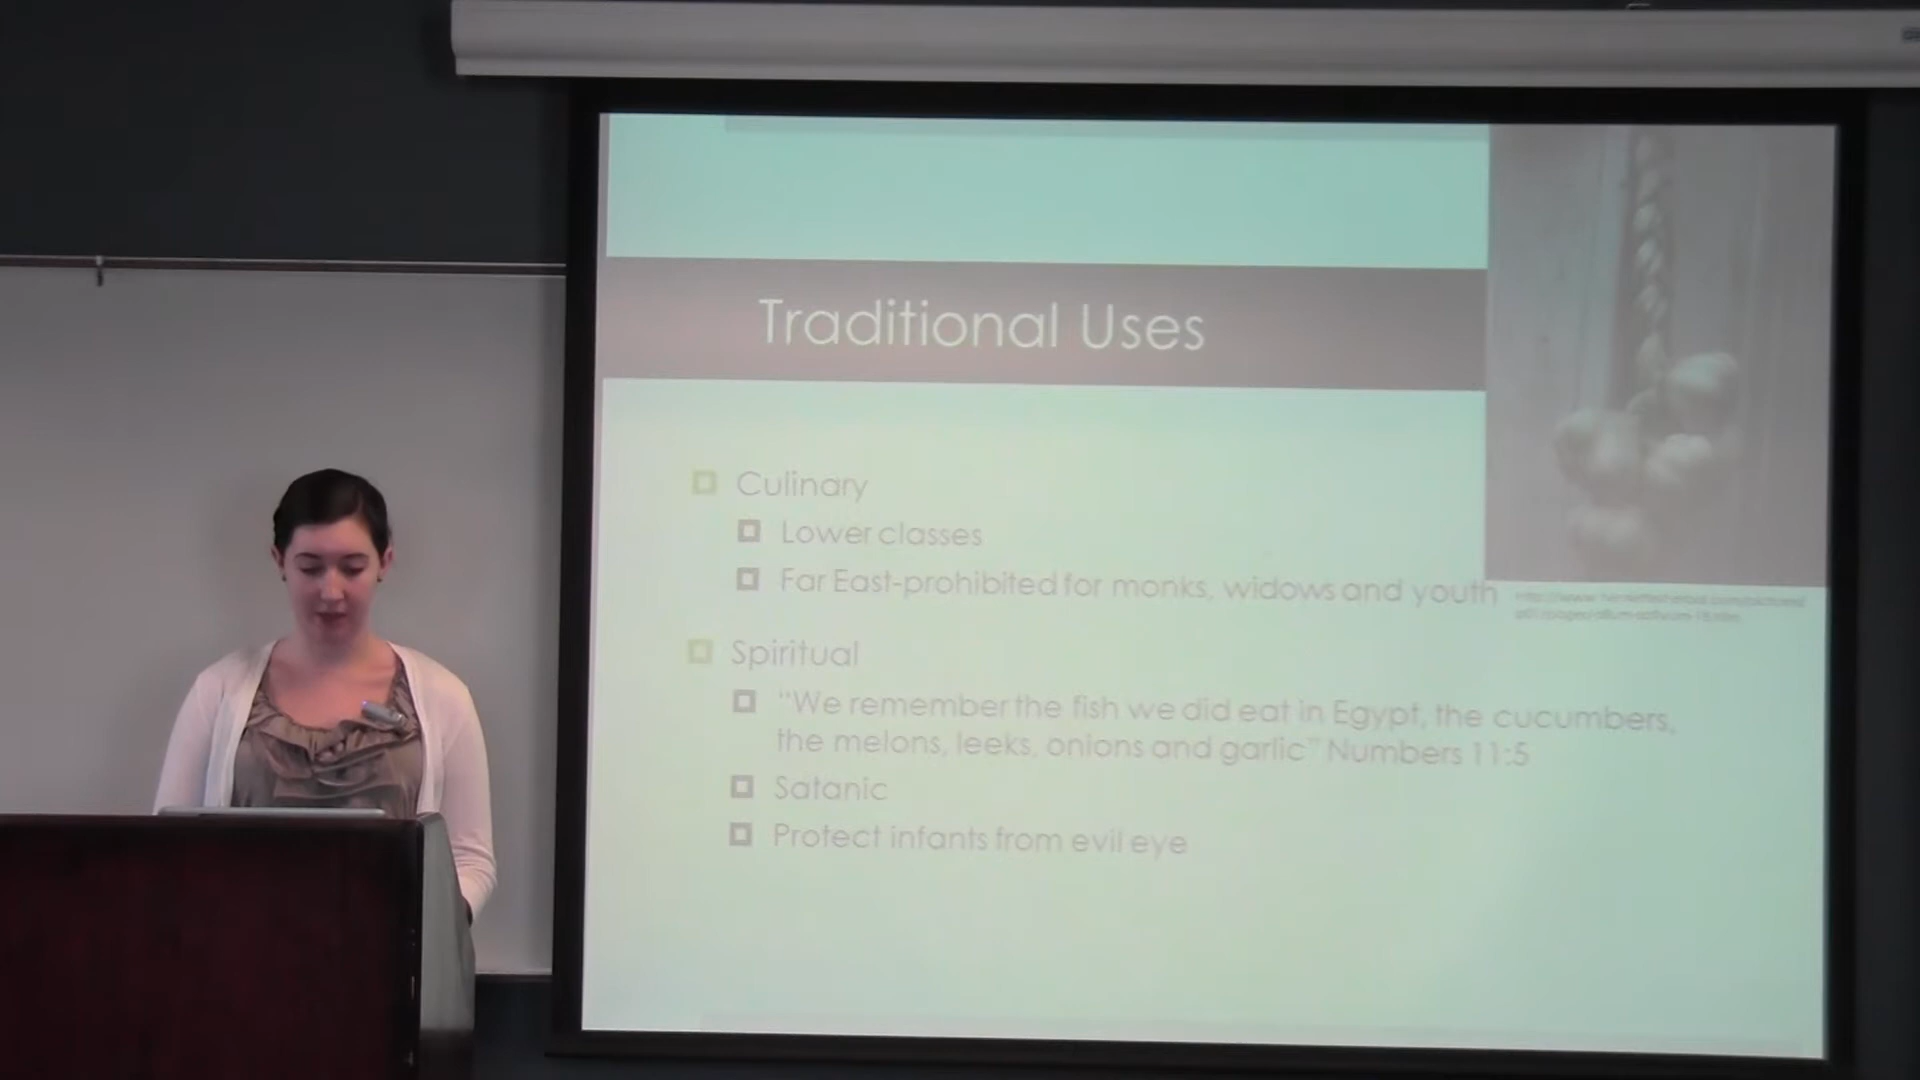 Traditional Uses
Culinary
Lower classes
Far East-prohibited for monks, widows and youth
Spiritual
"We remember the fish we did eat in Egypt, the cucumbers,
the melons, leeks, onions and garlic" Numbers 11:5
Satanic
Protect infants from evil eye